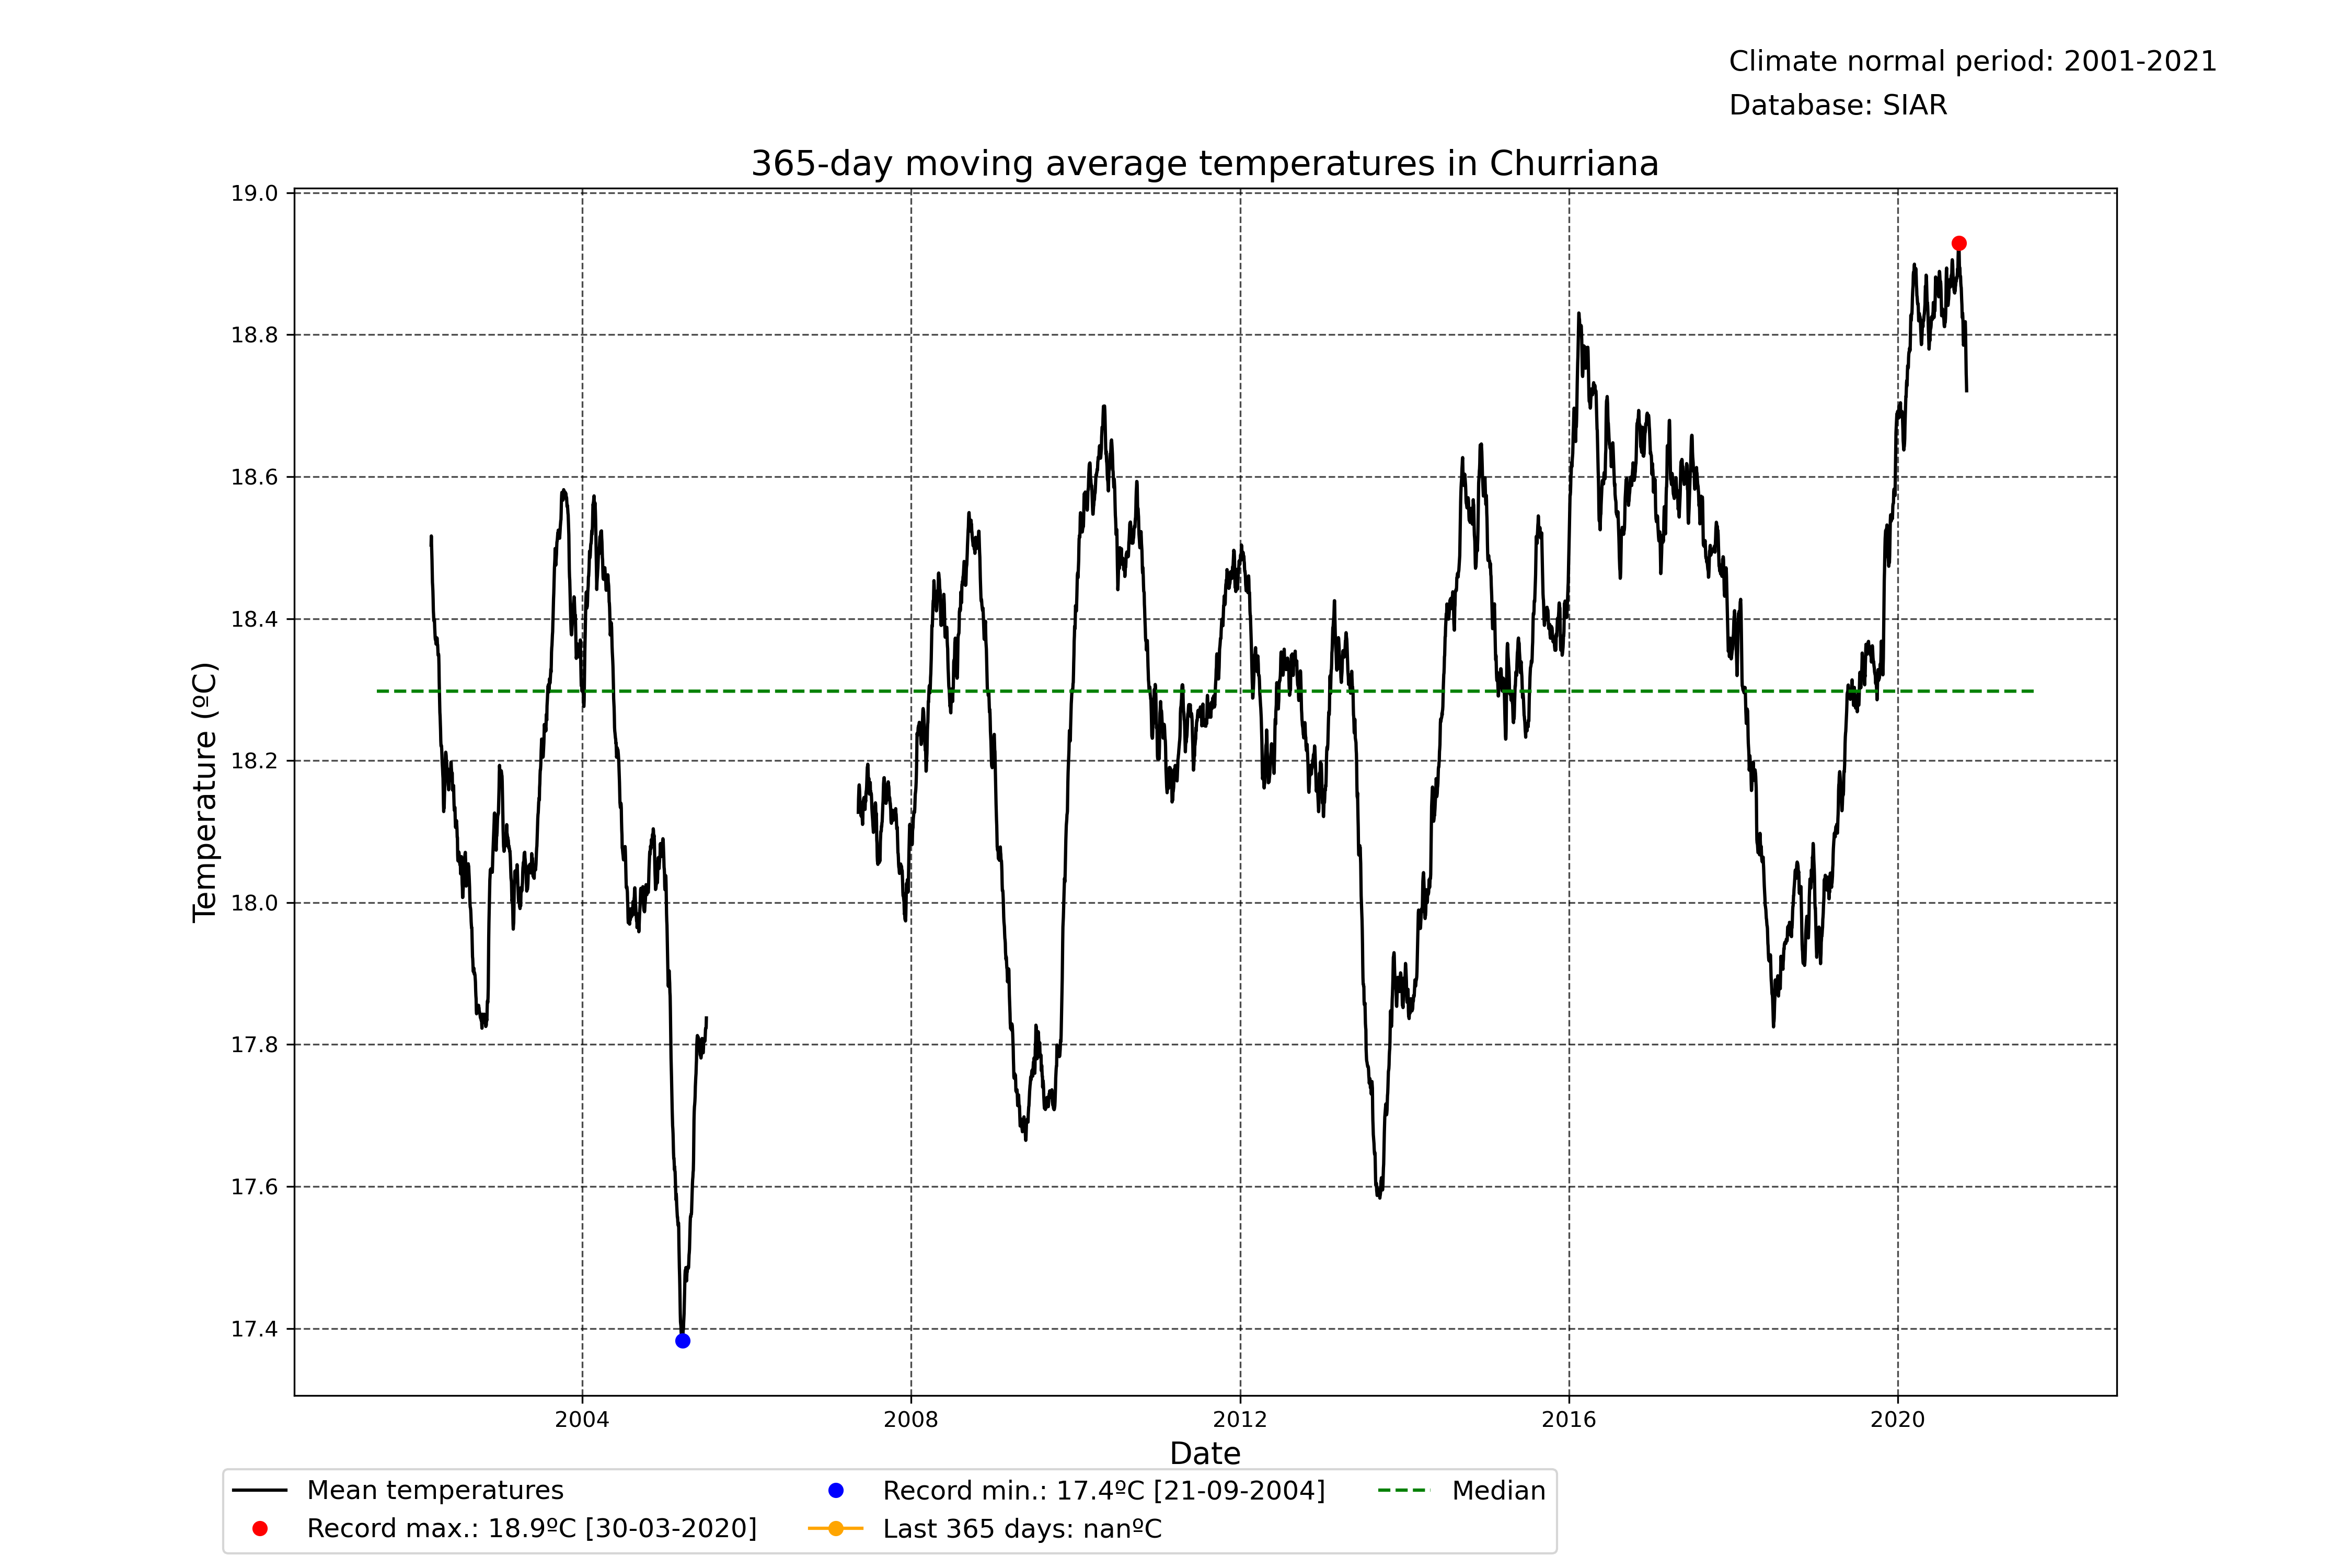 Climate normal period: 2001-2021
Database: SIAR
365-day moving average temperatures in Churriana
19.0
18.8
18.6
18.4
18.2
18.0
17.8
17.6
17.4
Temperature (ºC)
2004 2008 2012 2016 2020
Date
Mean temperatures
Record max.: 18.9ºC [30-03-2020]
Record min.: 17.4ºC [21-09-2004]
Last 365 days: nanºC
Median